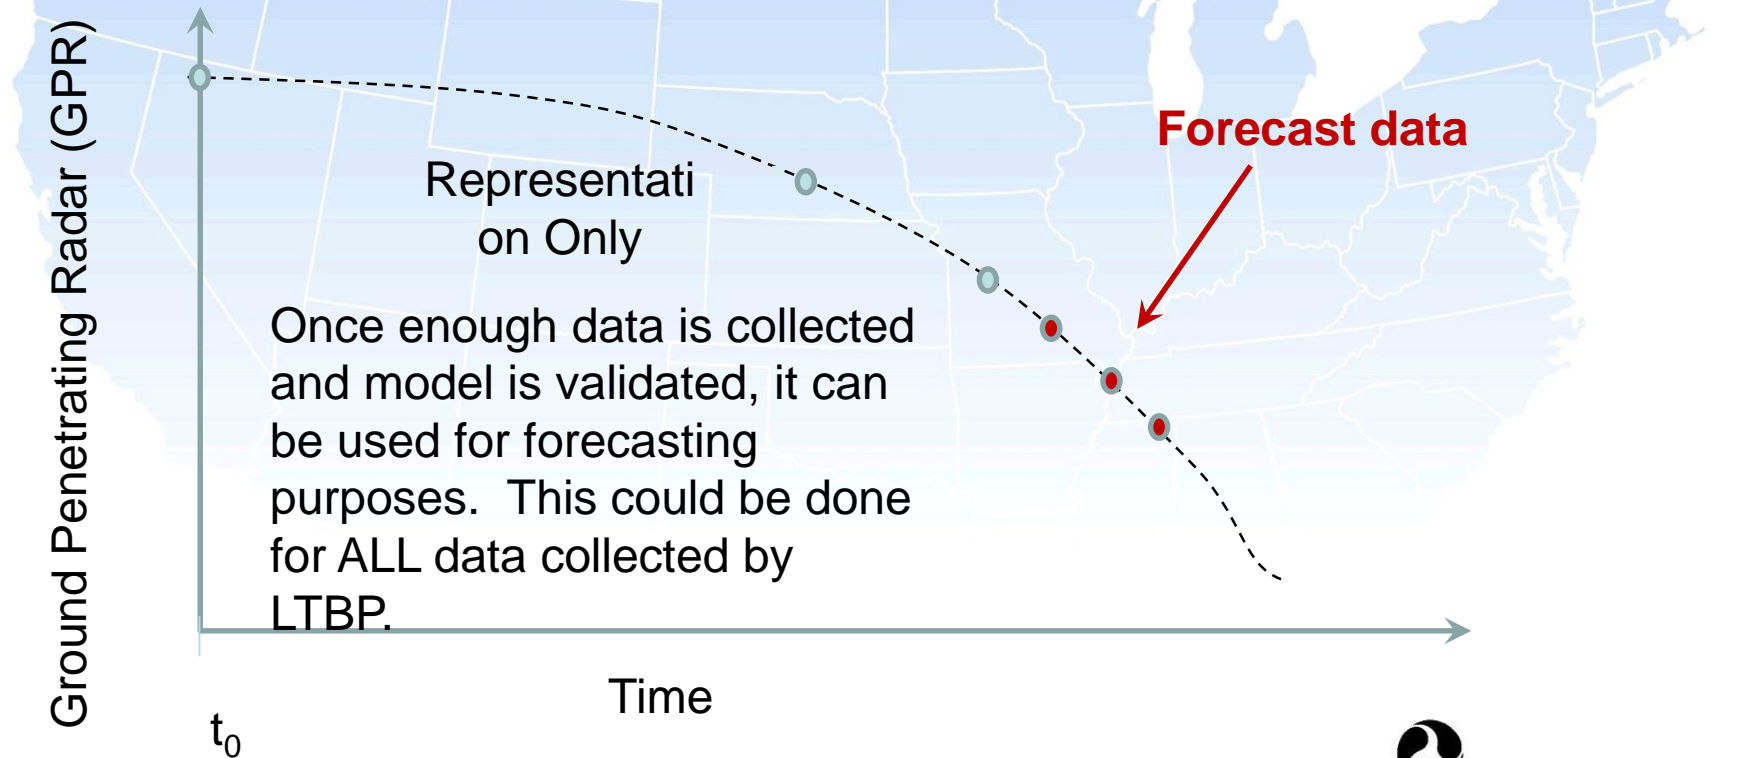 Ground Penetrating Radar (GPR)
Forecast data
Representati
on Only
Once enough data is collected
and model is validated, it can
be used for forecasting
purposes.  This could be done
for ALL data collected by
LTBP.
Time
t₀